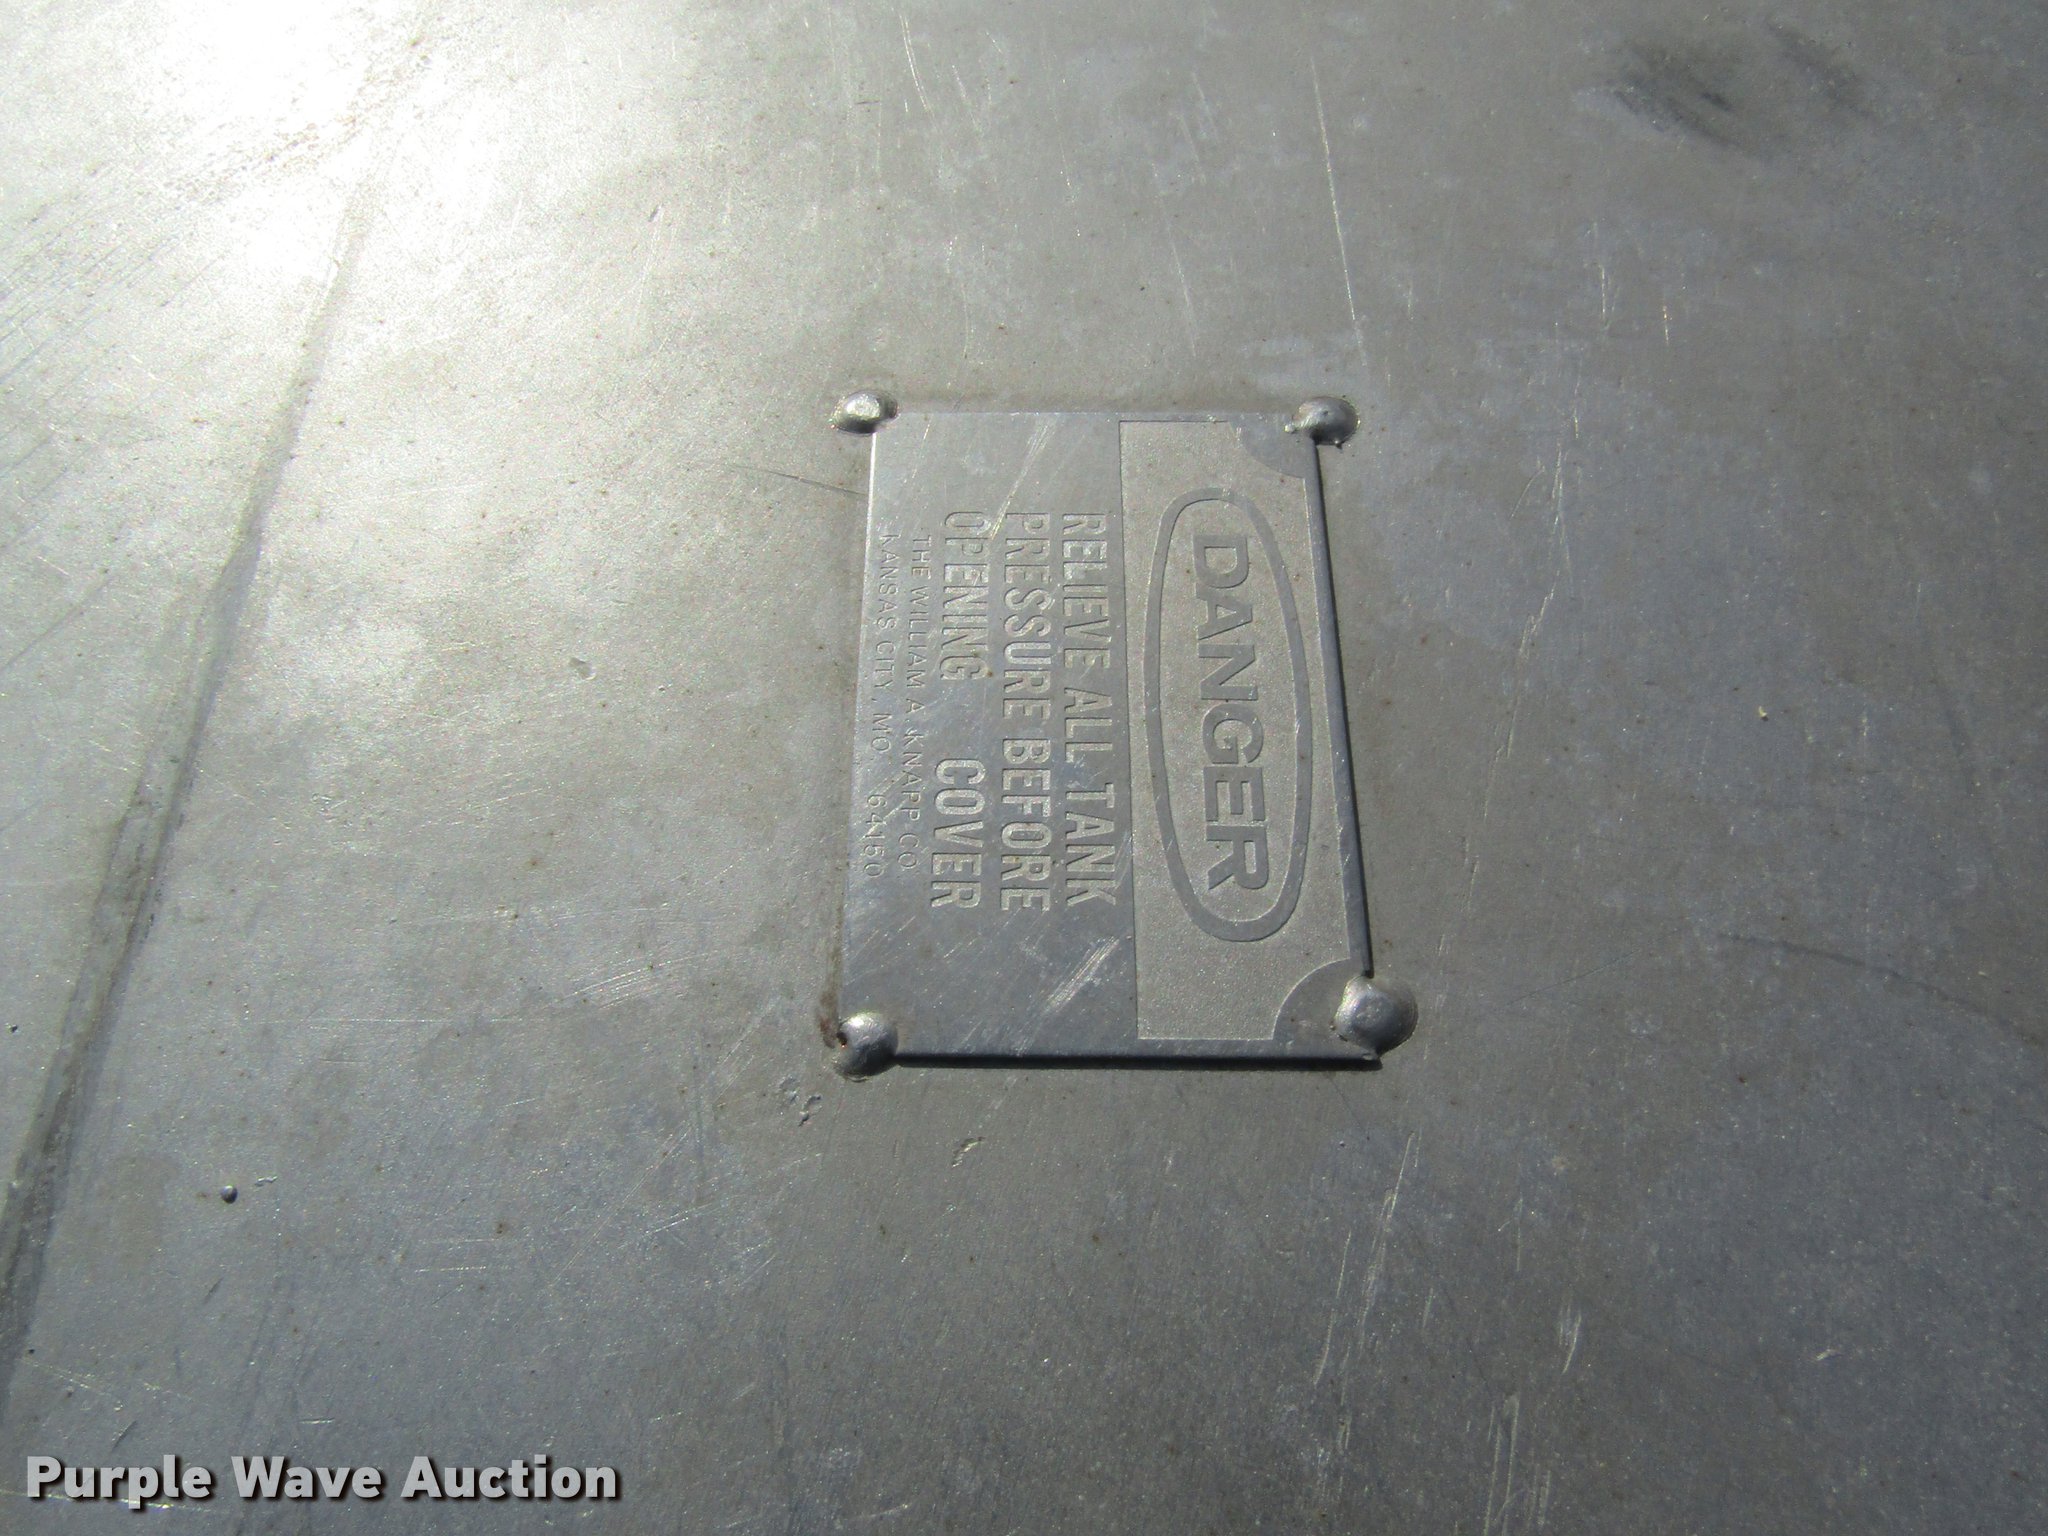 DANGER
RELIEVE ALL TANK
PRESSURE BEFORE
OPENING COVER
THE WILLIAM A. KNAPP CO.
KANSAS CITY, MO. 64150
Purple Wave Auction